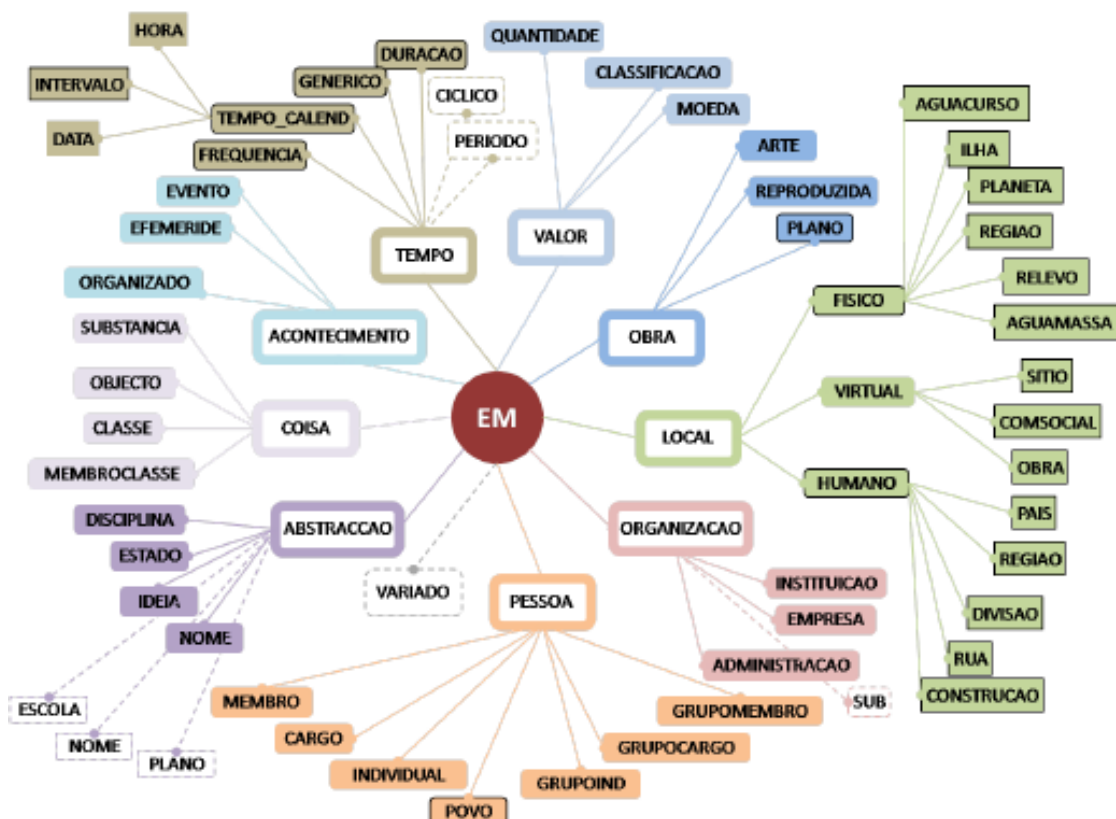 HORA
DURACAO
QUANTIDADE
INTERVALO
GENERICO
CICLICO
CLASSIFICACAO
TEMPO_CALEND
MOEDA
DATA
PERIODO
FREQUENCIA
ARTE
AGUACURSO
ILHA
EVENTO
REPRODUZIDA
PLANETA
EFEMERIDE
TEMPO
VALOR
PLANO
REGIAO
ORGANIZADO
RELEVO
FISICO
SUBSTANCIA
ACONTECIMENTO
OBRA
AGUAMASSA
OBJECTO
SITIO
VIRTUAL
CLASSE
COISA
EM
LOCAL
COMSOCIAL
MEMBROCLASSE
OBRA
HUMANO
DISCIPLINA
ABSTRACCAO
ORGANIZACAO
PAIS
ESTADO
REGIAO
VARIADO
INSTITUICAO
IDEIA
PESSOA
EMPRESA
DIVISAO
NOME
ADMINISTRACAO
RUA
ESCOLA
MEMBRO
SUB
CONSTRUCAO
GRUPOMEMBRO
NOME
CARGO
GRUPOCARGO
PLANO
INDIVIDUAL
GRUPOIND
POVO